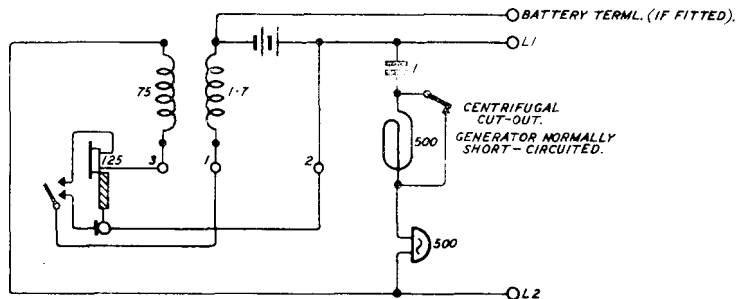 BATTERY TERML. (IF FITTED).
L1
75
1·7
1
CENTRIFUGAL
CUT-OUT.
500
GENERATOR NORMALLY
SHORT-CIRCUITED.
125
3
1
2
500
L2